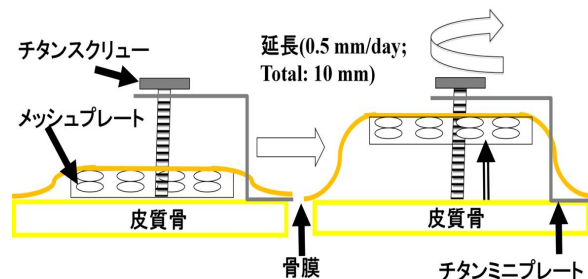 チタンスクリュー
延長(0.5 mm/day;
Total: 10 mm)
メッシュプレート
皮質骨
皮質骨
骨膜
チタンミニプレート